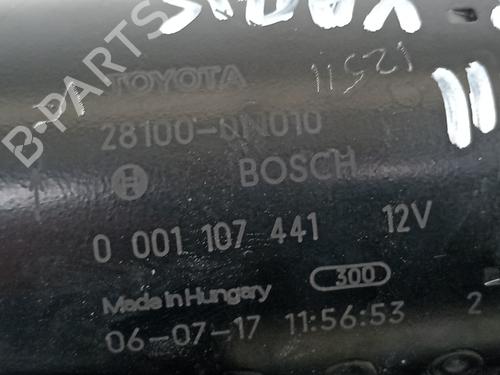 B-PARTS
TOYOTA
11521
28100-0N010
BOSCH
0 001 107 441 12V
300
Made in Hungary
06-07-17 11:56:53 2